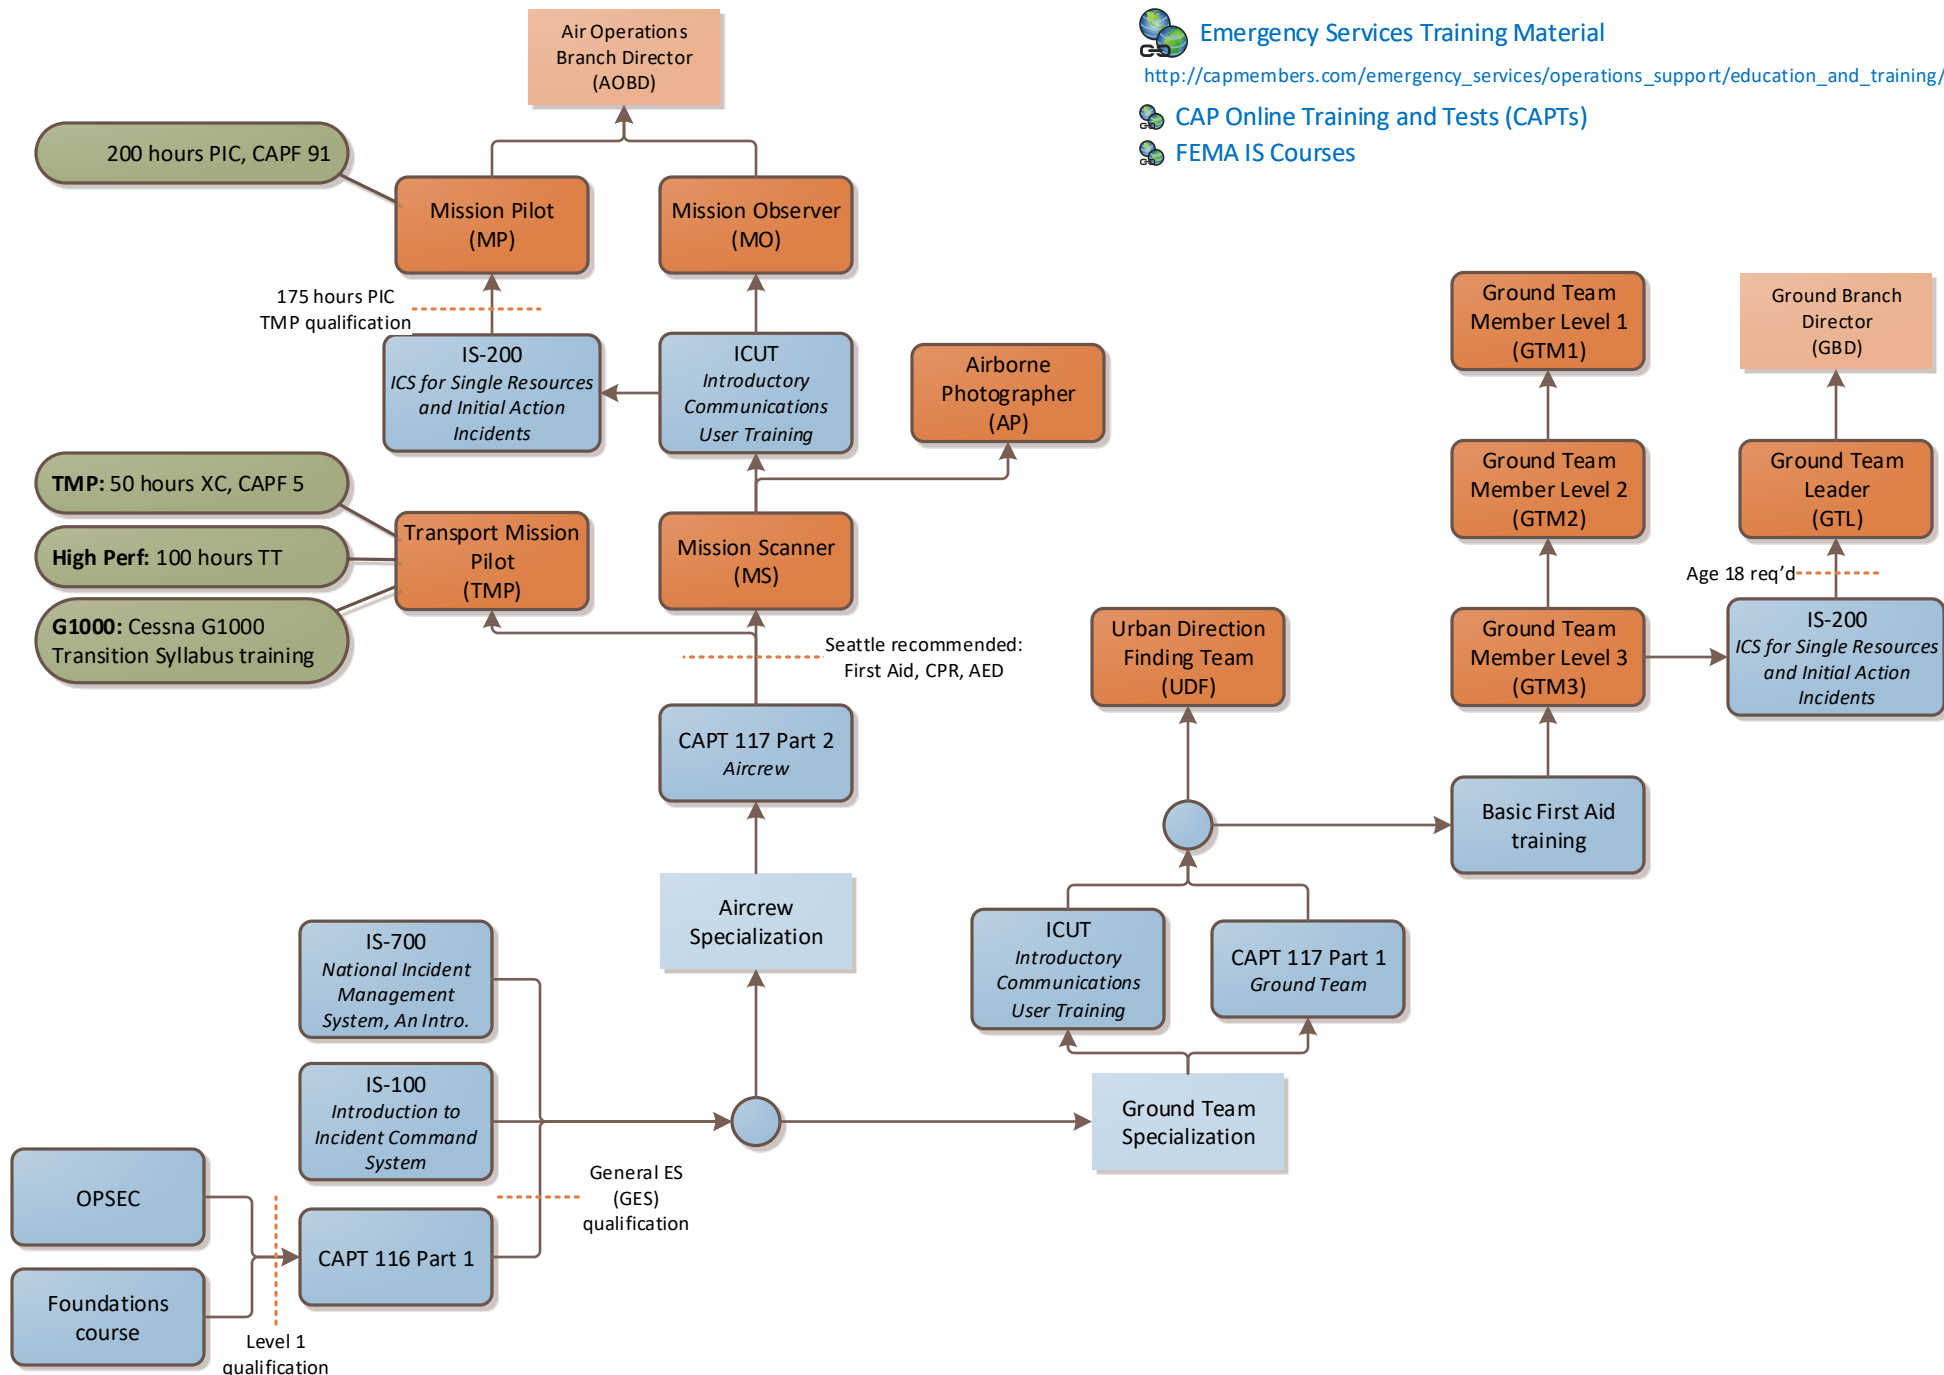 Air Operations
Branch Director
(AOBD)
Emergency Services Training Material
http://capmembers.com/emergency_services/operations_support/education_and_training/
CAP Online Training and Tests (CAPTs)
FEMA IS Courses
200 hours PIC, CAPF 91
Mission Pilot
(MP)
Mission Observer
(MO)
175 hours PIC
TMP qualification
IS-200
ICS for Single Resources
and Initial Action
Incidents
ICUT
Introductory
Communications
User Training
Airborne
Photographer
(AP)
Ground Team
Member Level 1
(GTM1)
Ground Branch
Director
(GBD)
TMP: 50 hours XC, CAPF 5
High Perf: 100 hours TT
G1000: Cessna G1000
Transition Syllabus training
Transport Mission
Pilot
(TMP)
Mission Scanner
(MS)
Ground Team
Member Level 2
(GTM2)
Ground Team
Leader
(GTL)
Age 18 req'd
Seattle recommended:
First Aid, CPR, AED
Urban Direction
Finding Team
(UDF)
Ground Team
Member Level 3
(GTM3)
IS-200
ICS for Single Resources
and Initial Action
Incidents
CAPT 117 Part 2
Aircrew
Basic First Aid
training
Aircrew
Specialization
ICUT
Introductory
Communications
User Training
CAPT 117 Part 1
Ground Team
IS-700
National Incident
Management
System, An Intro.
IS-100
Introduction to
Incident Command
System
Ground Team
Specialization
General ES
(GES)
qualification
OPSEC
CAPT 116 Part 1
Foundations
course
Level 1
qualification